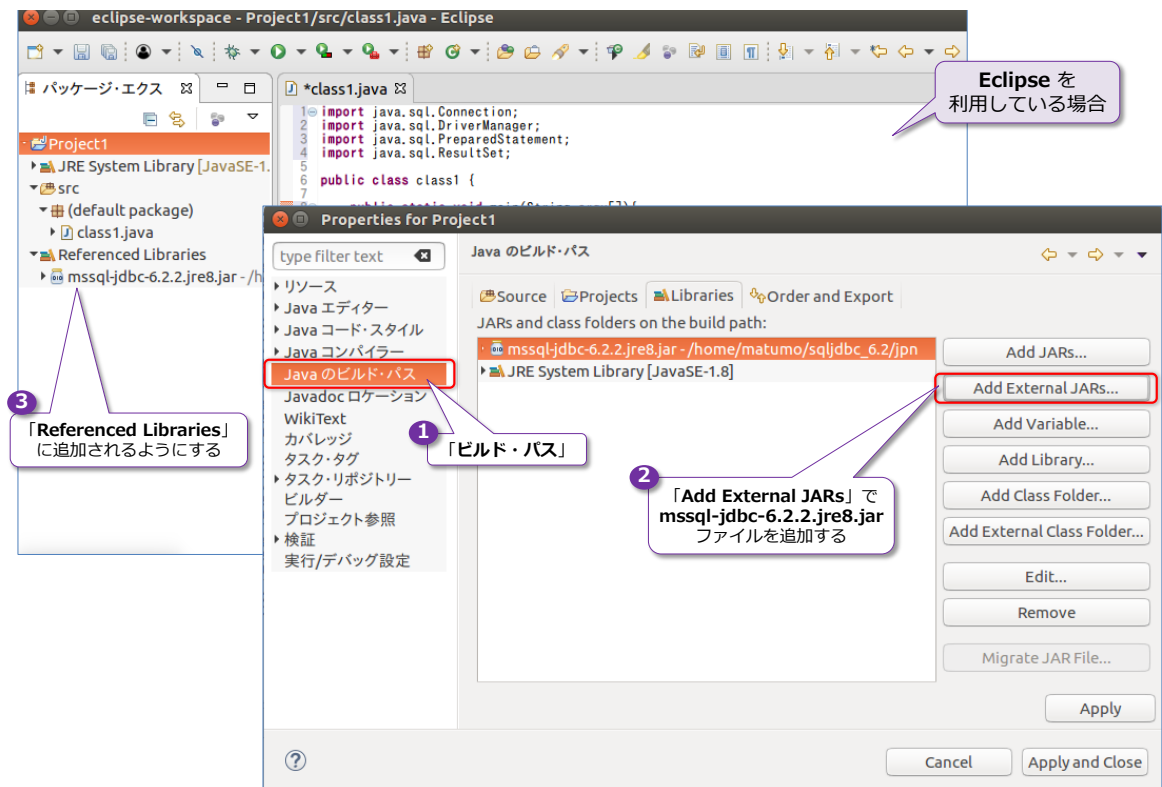 eclipse-workspace - Project1/src/class1.java - Eclipse
パッケージ・エクス
*class1.java
Eclipse を
利用している場合
Project1
JRE System Library [JavaSE-1.
src
(default package)
class1.java
Referenced Libraries
mssql-jdbc-6.2.2.jre8.jar - /h
1 import java.sql.Connection;
2 import java.sql.DriverManager;
3 import java.sql.PreparedStatement;
4 import java.sql.ResultSet;
5
6 public class class1 {
7
Properties for Project1
type filter text
リソース
Java エディター
Java コード・スタイル
Java コンパイラー
Java のビルド・パス
Javadoc ロケーション
WikiText
カバレッジ
タスク・タグ
タスク・リポジトリー
ビルダー
プロジェクト参照
検証
実行/デバッグ設定
Java のビルド・パス
Source
Projects
Libraries
Order and Export
JARs and class folders on the build path:
mssql-jdbc-6.2.2.jre8.jar - /home/matumo/sqljdbc_6.2/jpn
JRE System Library [JavaSE-1.8]
Add JARs...
Add External JARs...
Add Variable...
Add Library...
Add Class Folder...
Add External Class Folder...
Edit...
Remove
Migrate JAR File...
Apply
Cancel
Apply and Close
1
「ビルド・パス」
2
「Add External JARs」で
mssql-jdbc-6.2.2.jre8.jar
ファイルを追加する
3
「Referenced Libraries」
に追加されるようにする